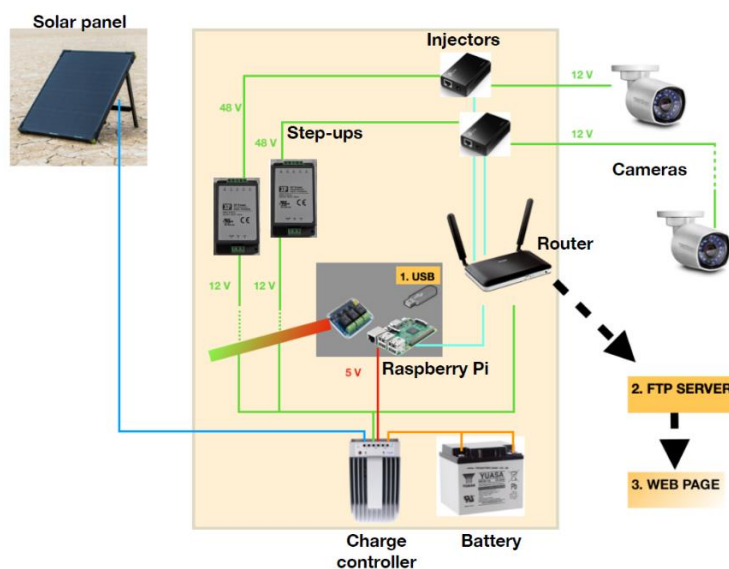 Solar panel
Injectors
12 V
48 V
Step-ups
48 V
12 V
Cameras
Router
1. USB
12 V
12 V
5 V
Raspberry Pi
2. FTP SERVER
3. WEB PAGE
YUASA
Charge
controller
Battery